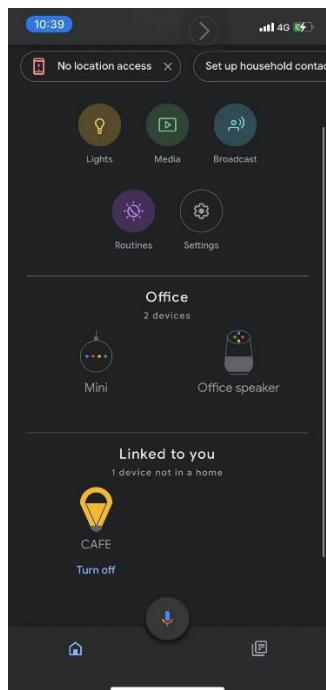 10:39
4G
No location access
Set up household contac
Lights
Media
Broadcast
Routines
Settings
Office
2 devices
Mini
Office speaker
Linked to you
1 device not in a home
CAFE
Turn off